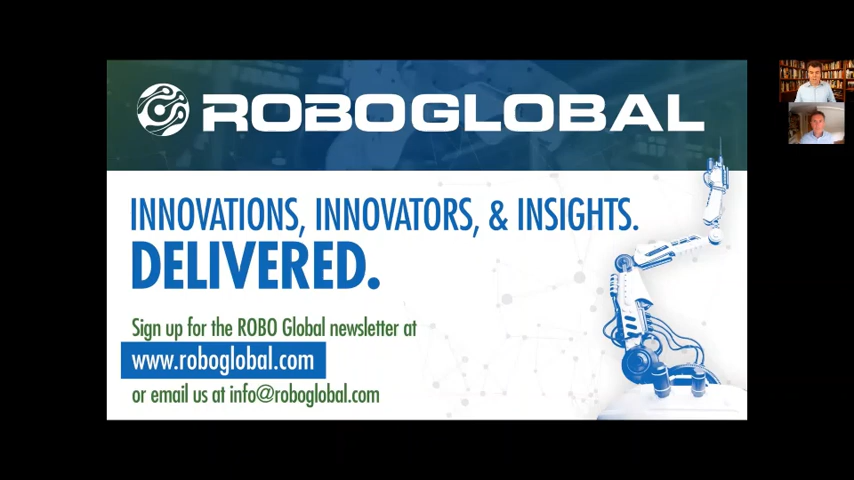 ROBOGLOBAL
INNOVATIONS, INNOVATORS, & INSIGHTS.
DELIVERED.
Sign up for the ROBO Global newsletter at
www.roboglobal.com
or email us at info@roboglobal.com